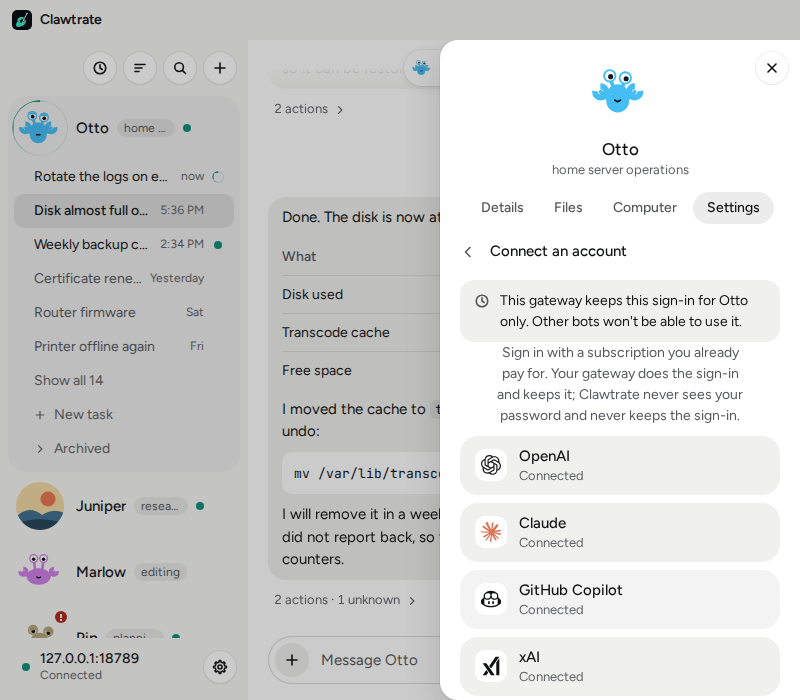 Clawtrate
Otto
home ...
Rotate the logs on e...
now
Disk almost full o...
5:36 PM
Weekly backup c...
2:34 PM
Certificate rene...
Yesterday
Router firmware
Sat
Printer offline again
Fri
Show all 14
New task
Archived
Juniper
resea...
Marlow
editing
Pip
planni...
127.0.0.1:18789
Connected
2 actions
Done. The disk is now at
What
Disk used
Transcode cache
Free space
I moved the cache to
undo:
mv /var/lib/transc
I will remove it in a week
did not report back, so
counters.
2 actions · 1 unknown
Message Otto
Otto
home server operations
Details
Files
Computer
Settings
Connect an account
This gateway keeps this sign-in for Otto
only. Other bots won't be able to use it.
Sign in with a subscription you already
pay for. Your gateway does the sign-in
and keeps it; Clawtrate never sees your
password and never keeps the sign-in.
OpenAI
Connected
Claude
Connected
GitHub Copilot
Connected
xAI
Connected